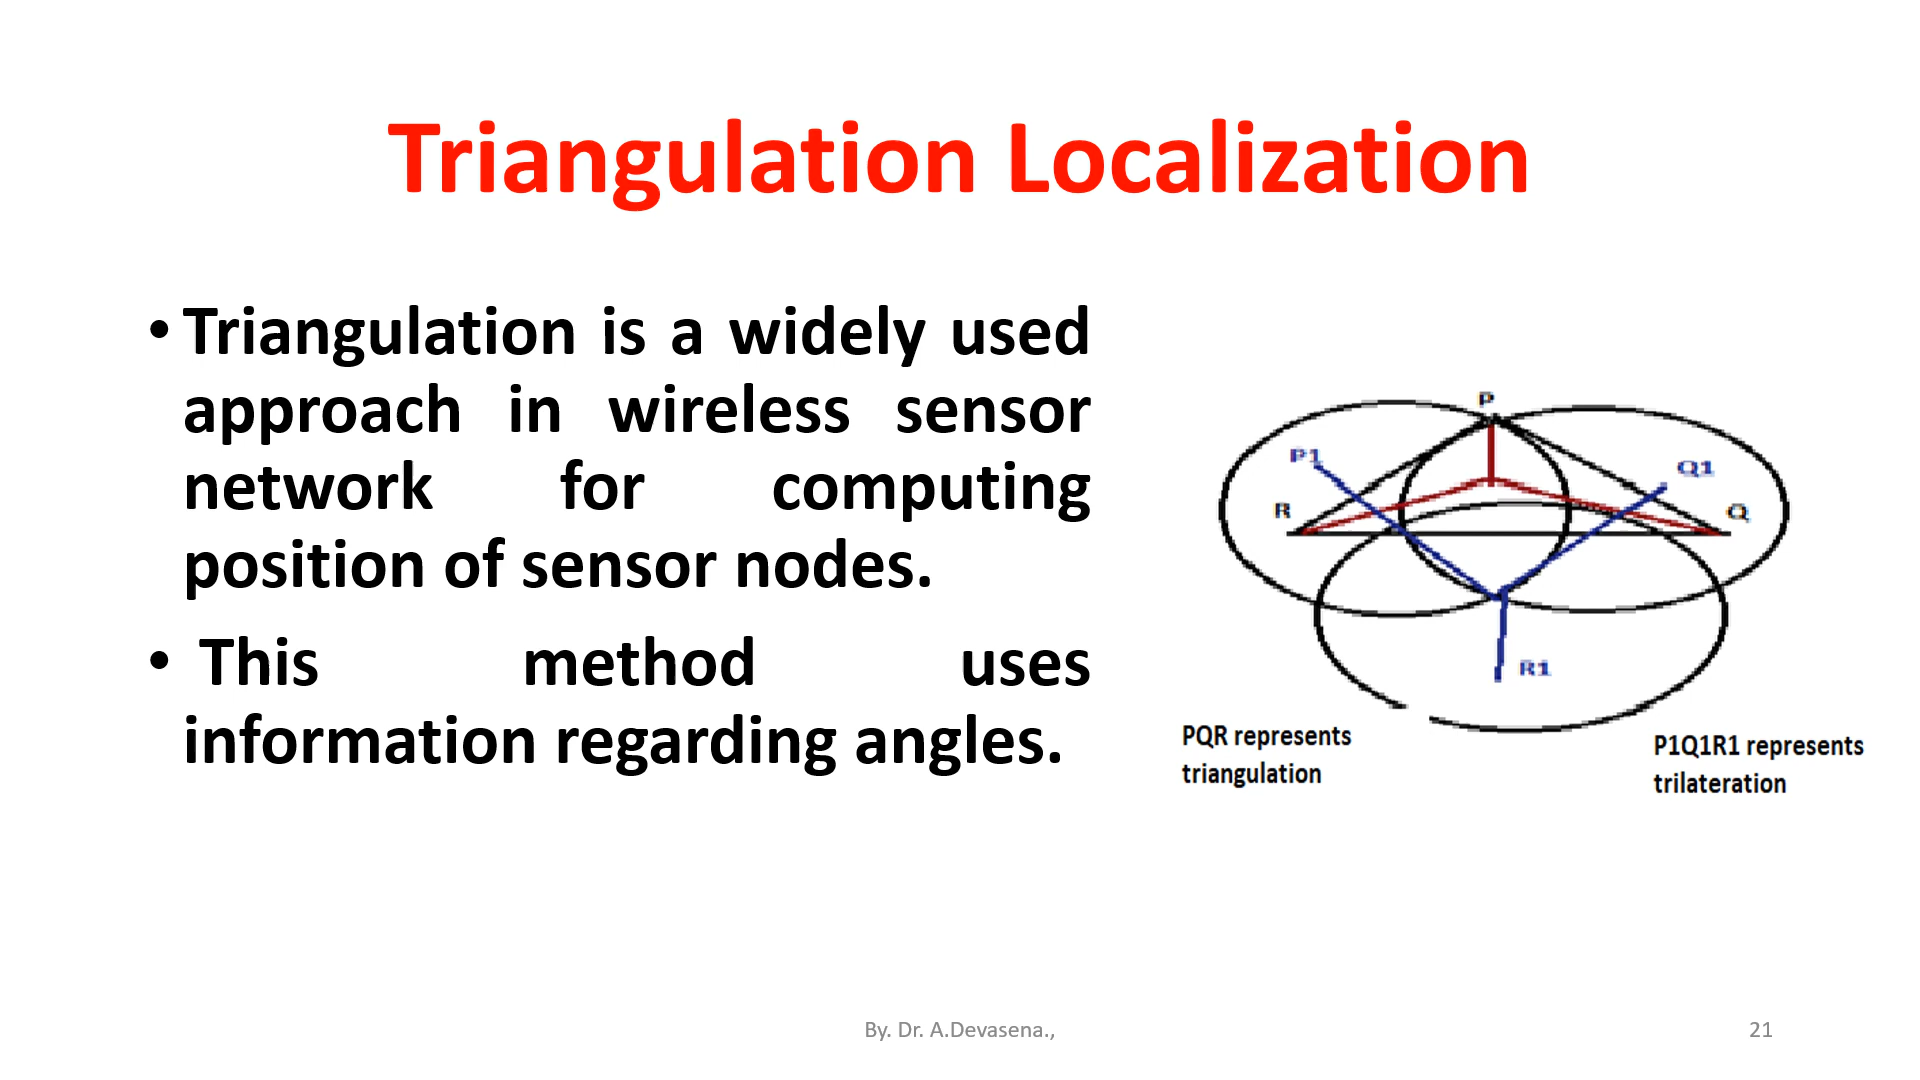 Triangulation Localization
• Triangulation is a widely used
approach in wireless sensor
network for computing
position of sensor nodes.
• This method uses
information regarding angles.
P
P1
Q1
R
Q
R1
PQR represents
triangulation
P1Q1R1 represents
trilateration
By. Dr. A.Devasena.,
21